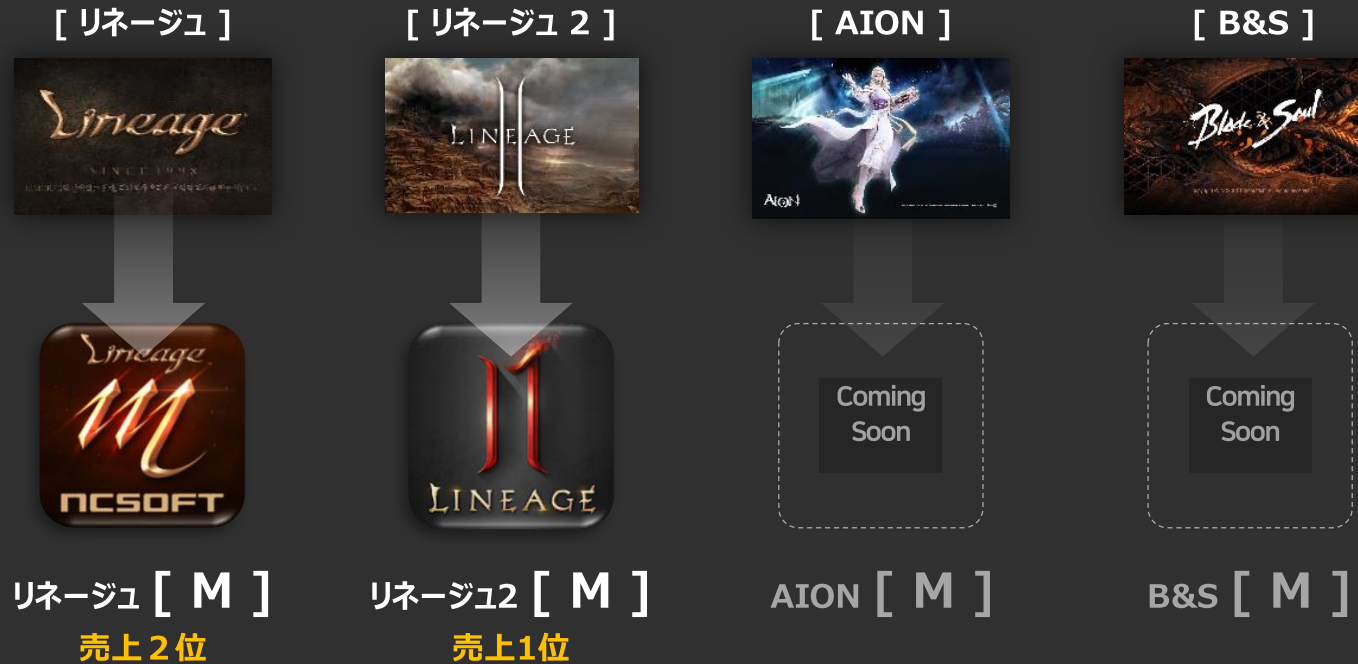 [ リネージュ ]
[ リネージュ 2 ]
[ AION ]
[ B&S ]
Lineage
SINCE 1998
LINEAGE
II
AION
Blade & Soul
Lineage
m
NCSOFT
LINEAGE
Coming
Soon
Coming
Soon
リネージュ [ M ]
売上２位
リネージュ2 [ M ]
売上1位
AION [ M ]
B&S [ M ]